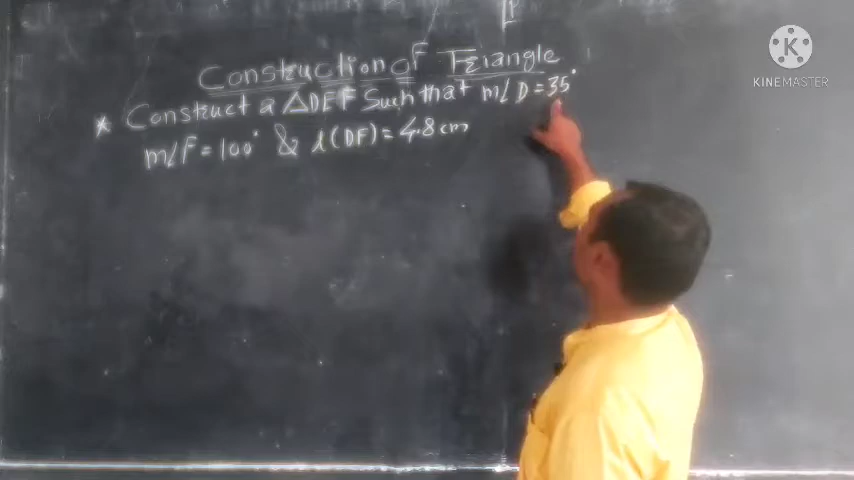 Construction of Triangle
* Construct a △DEF Such that m∠D = 35°
m∠F = 100° & l(DF) = 4.8 cm
K
KINEMASTER